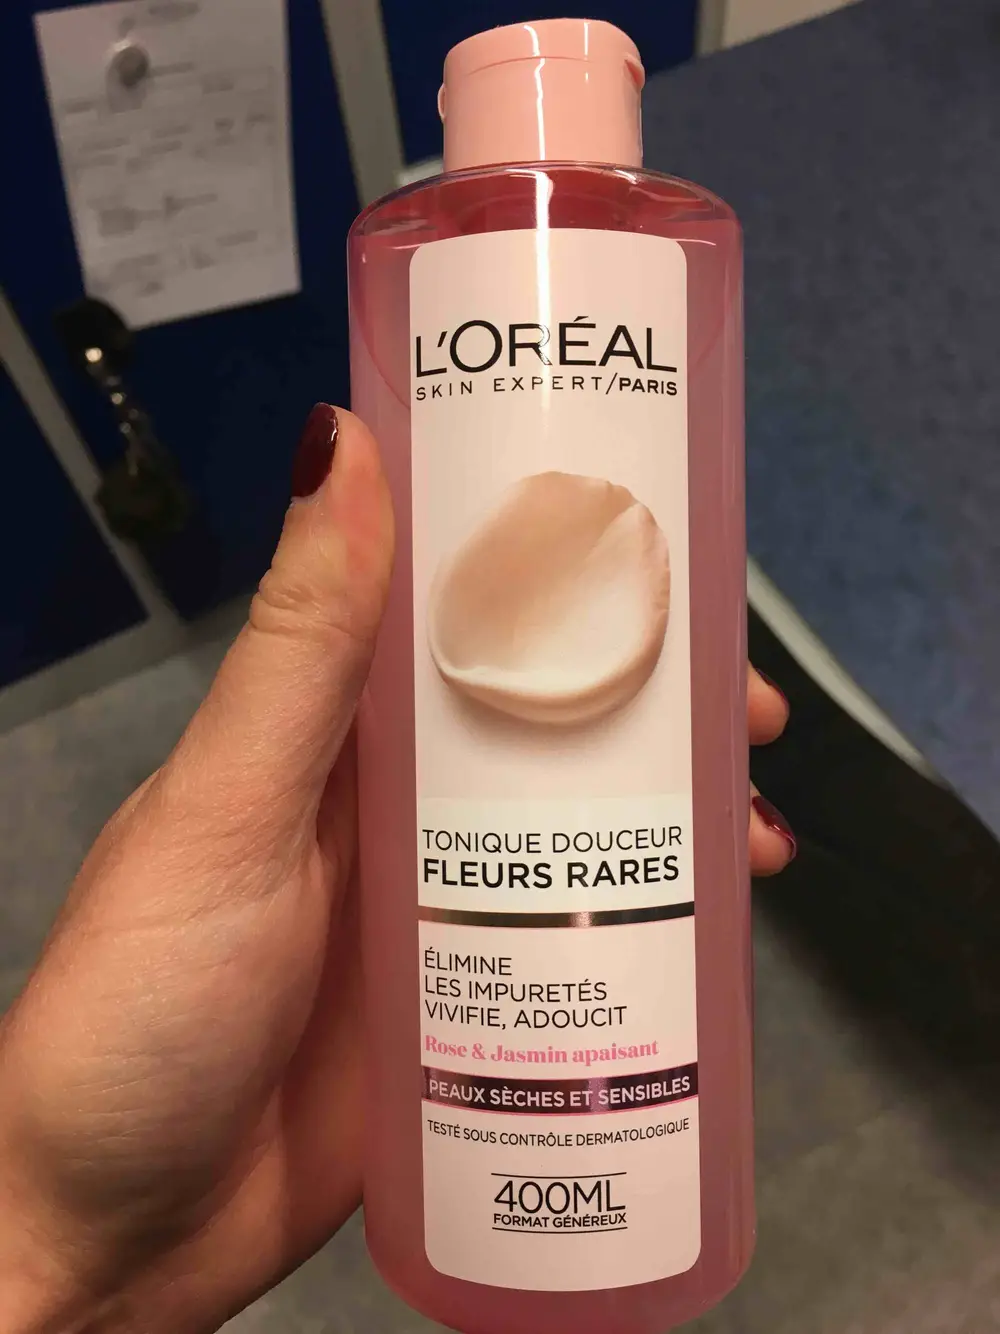 L'ORÉAL
SKIN EXPERT/PARIS
TONIQUE DOUCEUR
FLEURS RARES
ÉLIMINE
LES IMPURETÉS
VIVIFIE, ADOUCIT
Rose & Jasmin apaisant
PEAUX SÈCHES ET SENSIBLES
TESTÉ SOUS CONTRÔLE DERMATOLOGIQUE
400ML
FORMAT GÉNÉREUX